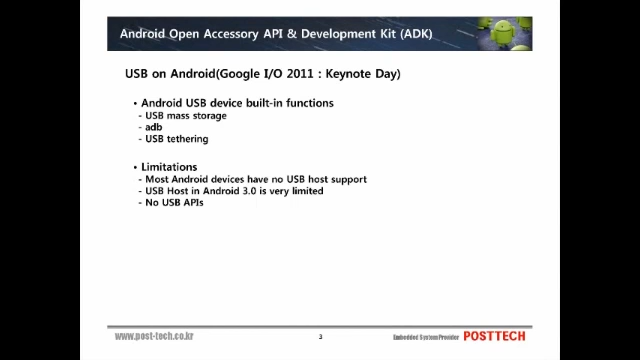 Android Open Accessory API & Development Kit (ADK)
USB on Android(Google I/O 2011 : Keynote Day)
• Android USB device built-in functions
- USB mass storage
- adb
- USB tethering
• Limitations
- Most Android devices have no USB host support
- USB Host in Android 3.0 is very limited
- No USB APIs
www.post-tech.co.kr
3
Embedded System Provider POSTTECH